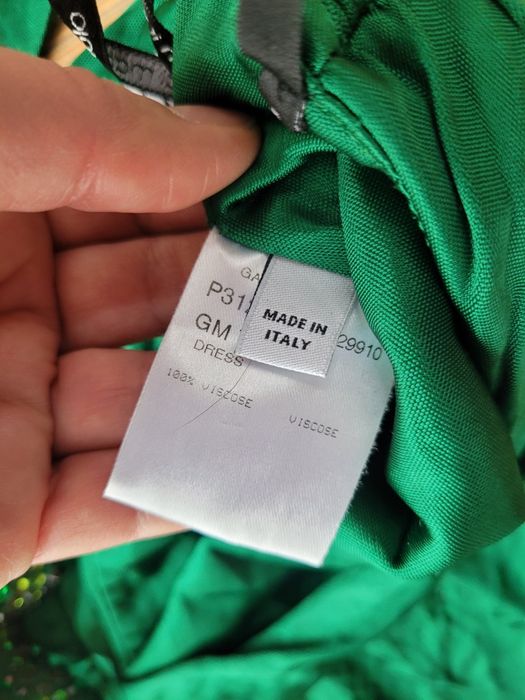 GA
P31
MADE IN
ITALY
GM
29910
DRESS
100% VISCOSE
VISCOSE